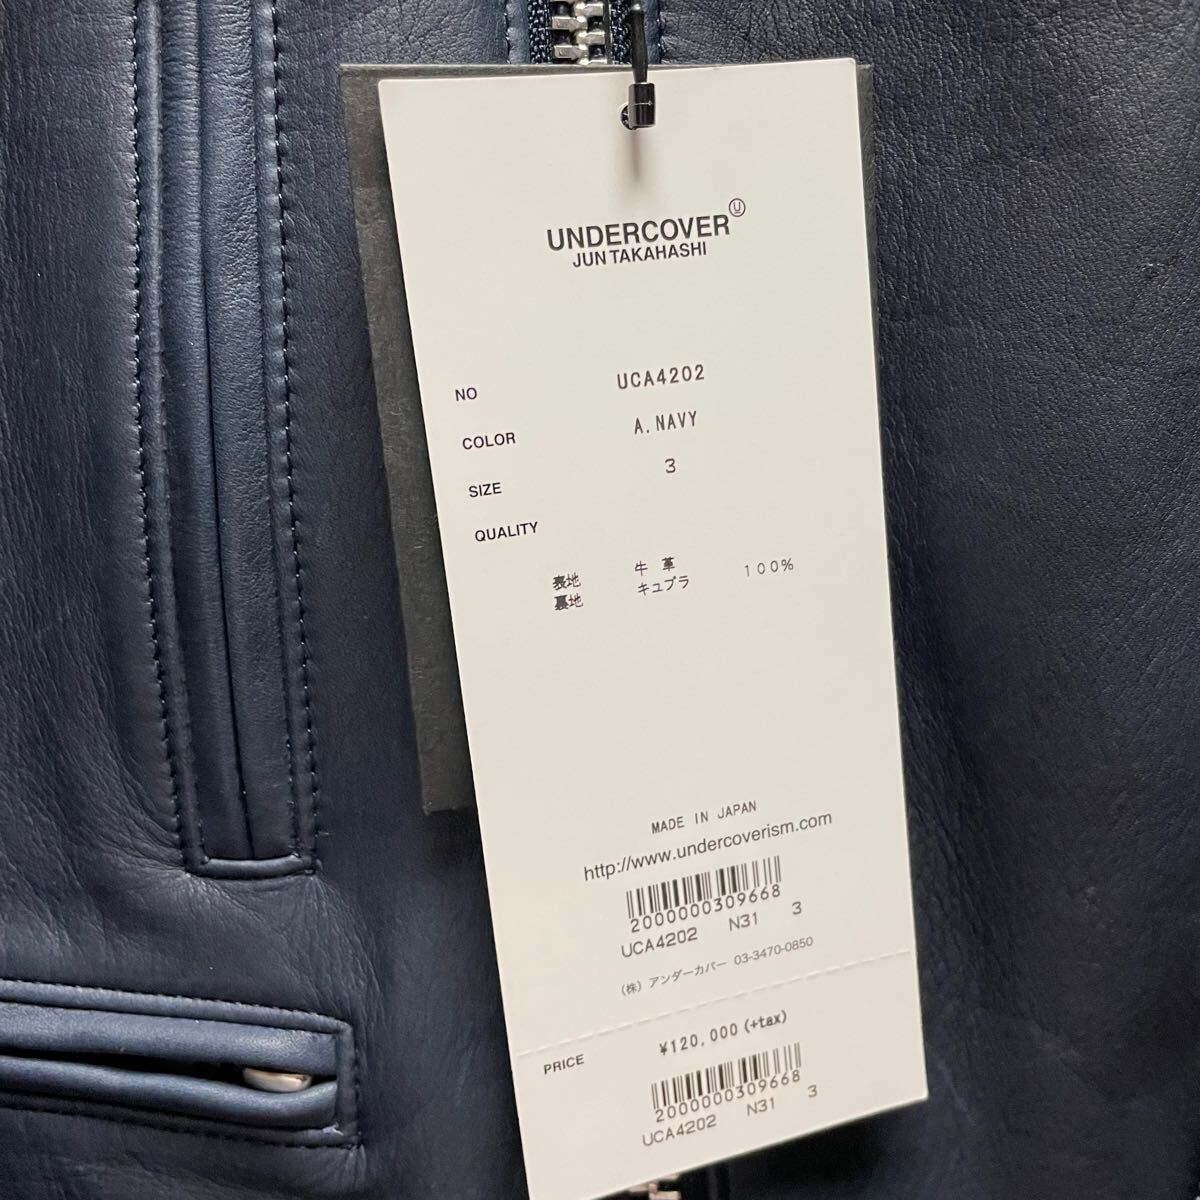 UNDERCOVER Ⓤ
JUN TAKAHASHI
NO UCA4202
COLOR A.NAVY
SIZE 3
QUALITY
表地 牛 革 100%
裏地 キュプラ
MADE IN JAPAN
http://www.undercoverism.com
2000000309668
UCA4202 N31 3
(株) アンダーカバー 03-3470-0850
PRICE ¥120,000(+tax)
2000000309668
UCA4202 N31 3